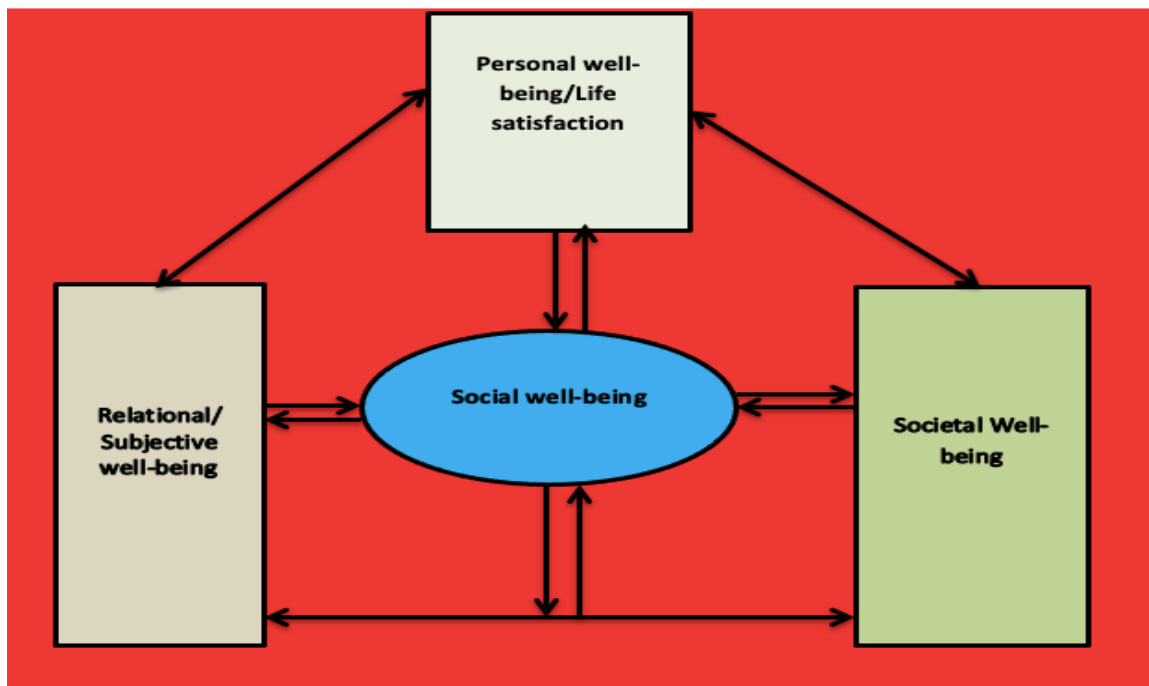 Personal well-
being/Life
satisfaction
Social well-being
Relational/
Subjective
well-being
Societal Well-
being